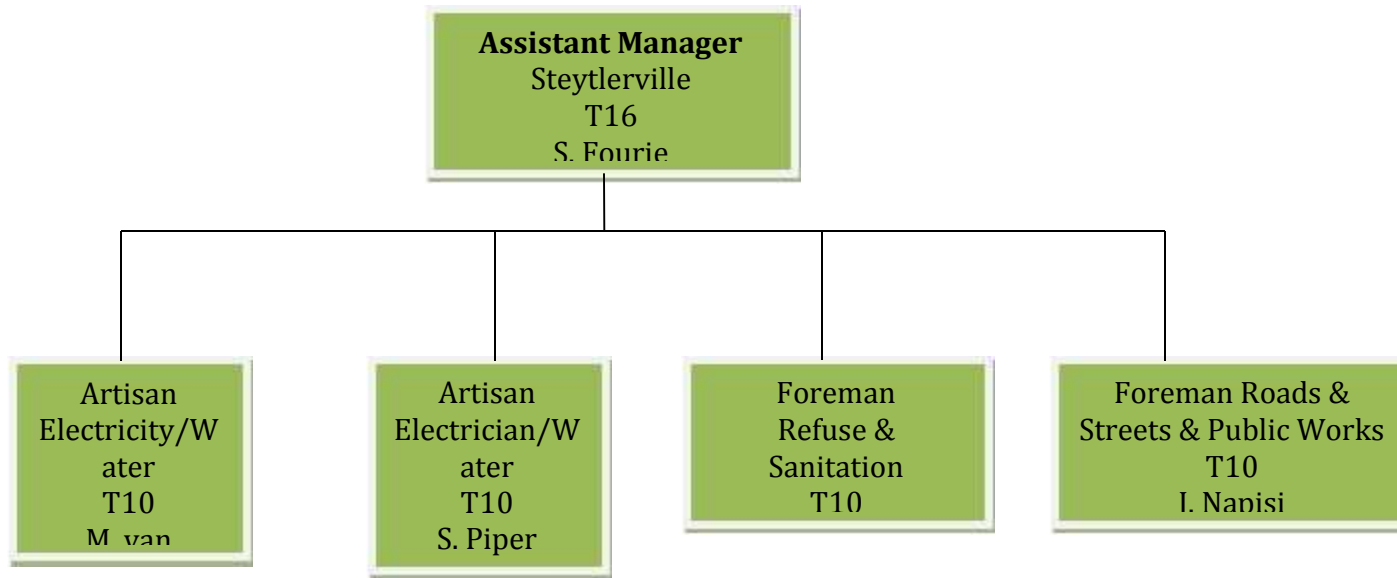 Assistant Manager
Steytlerville
T16
S. Fourie
Artisan
Electricity/W
ater
T10
M. van
Artisan
Electrician/W
ater
T10
S. Piper
Foreman
Refuse &
Sanitation
T10
Foreman Roads &
Streets & Public Works
T10
Napisi